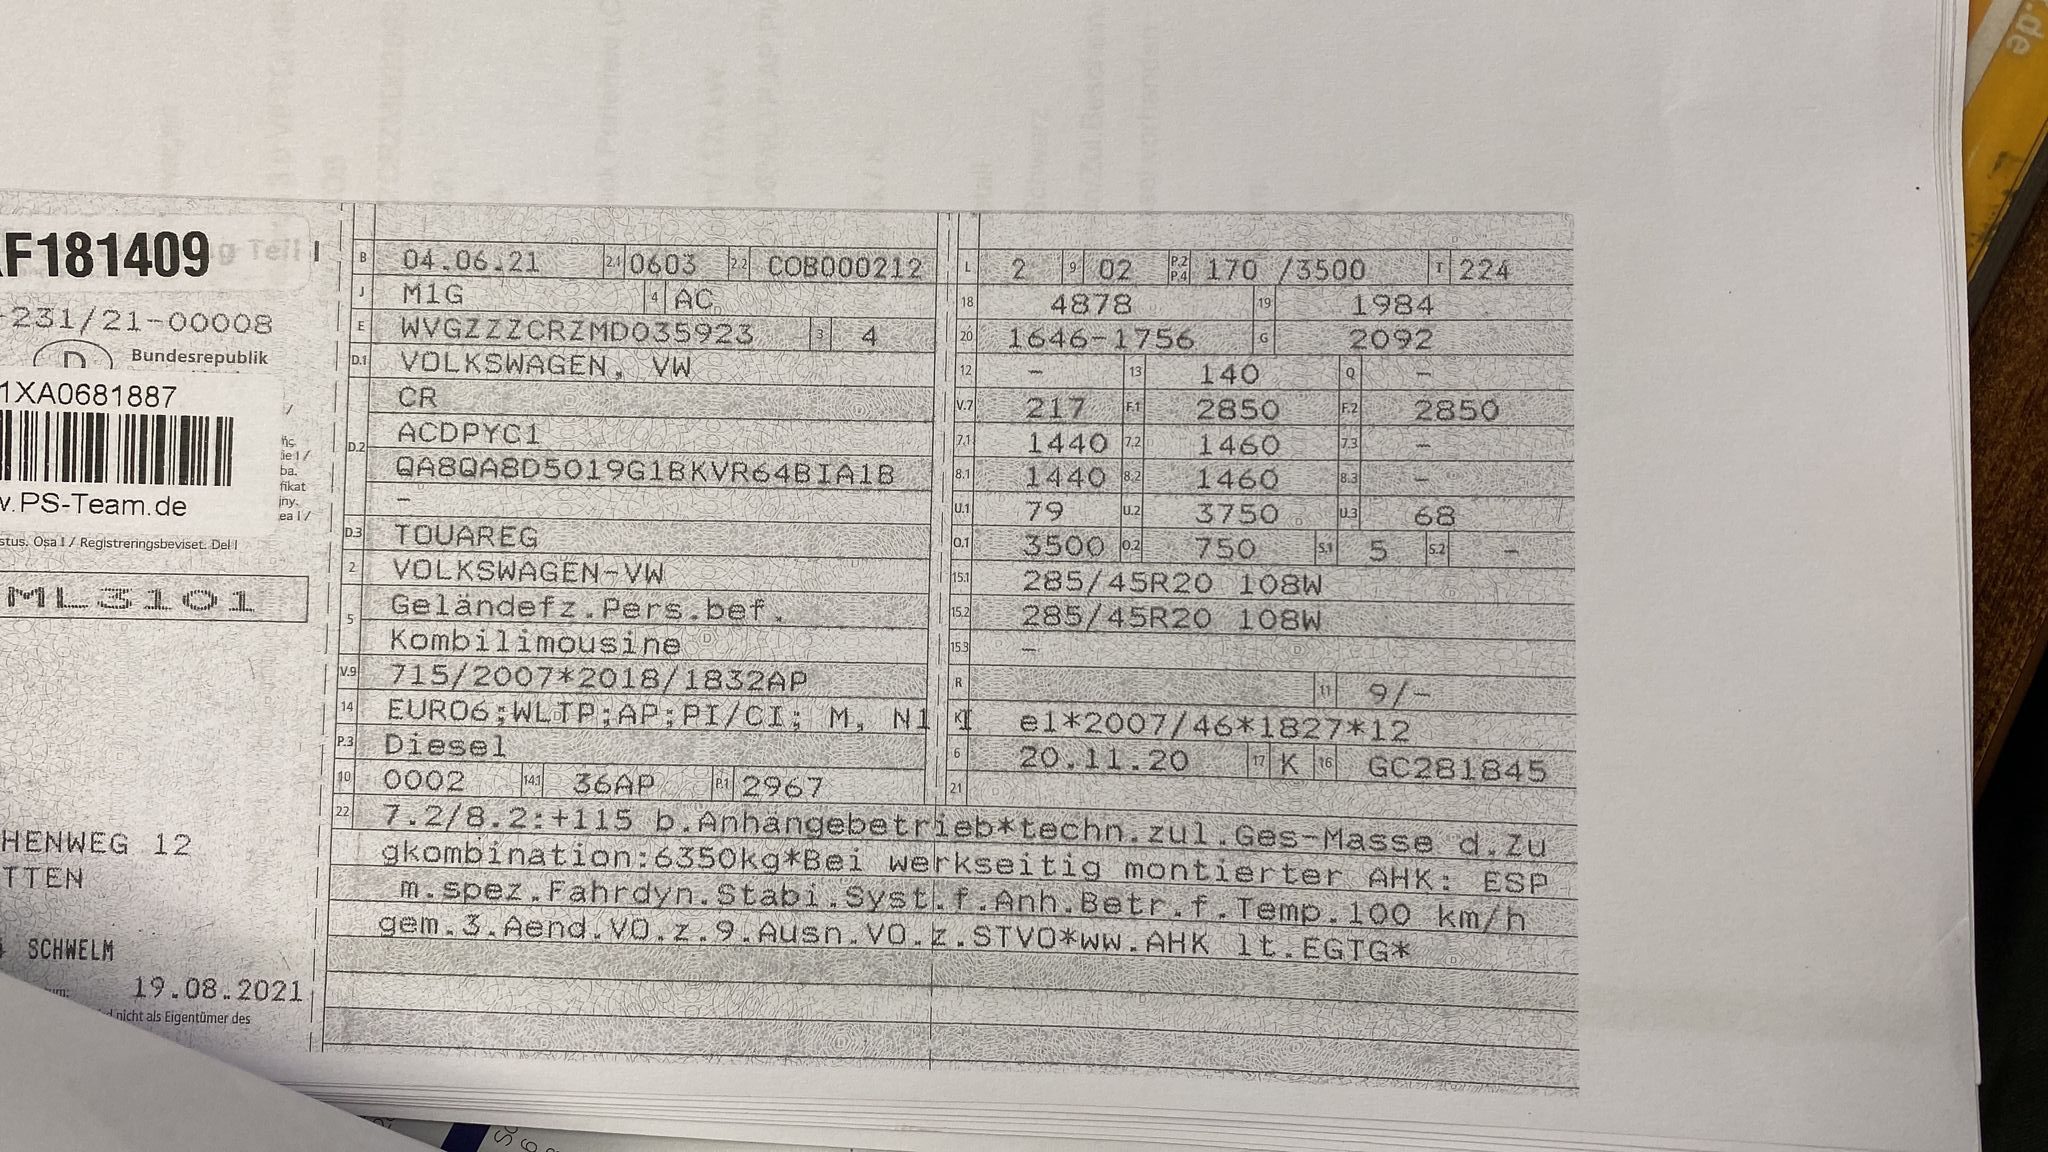 F181409
g Teil I
-231/21-00008
D
Bundesrepublik
1XA0681887
.PS-Team.de
fikat
stus. Osa I / Registreringsbeviset. Del I
ML3101
HENWEG 12
TTEN
SCHWELM
19.08.2021
nicht als Eigentümer des
B 04.06.21 2.1 0603 2.2 COB000212
J M1G 4 AC
E WVGZZZCRZMD035923 3 4
D.1 VOLKSWAGEN, VW
CR
D.2 ACDPYC1
QA8QA8D5019G1BKVR64BIA1B
–
D.3 TOUAREG
2 VOLKSWAGEN-VW
5 Geländefz.Pers.bef.
Kombilimousine
V.9 715/2007*2018/1832AP
14 EURO6;WLTP;AP;PI/CI; M, N1
P.3 Diesel
10 0002 14.1 36AP P.1 2967
L 2 9 02 P.2 P.4 170 /3500 T 224
18 4878 19 1984
20 1646-1756 G 2092
12 – 13 140 Q –
V.7 217 F.1 2850 F.2 2850
7.1 1440 7.2 1460 7.3 –
8.1 1440 8.2 1460 8.3 –
U.1 79 U.2 3750 U.3 68
O.1 3500 O.2 750 S.1 5 S.2 –
15.1 285/45R20 108W
15.2 285/45R20 108W
15.3 –
R 11 9/–
K e1*2007/46*1827*12
6 20.11.20 17 K 16 GC281845
21
22 7.2/8.2:+115 b.Anhängebetrieb*techn.zul.Ges-Masse d.Zu
gkombination:6350kg*Bei werkseitig montierter AHK: ESP
m.spez.Fahrdyn.Stabi.Syst.f.Anh.Betr.f.Temp.100 km/h
gem.3.Aend.VO.z.9.Ausn.VO.z.STVO*ww.AHK lt.EGTG*
.de